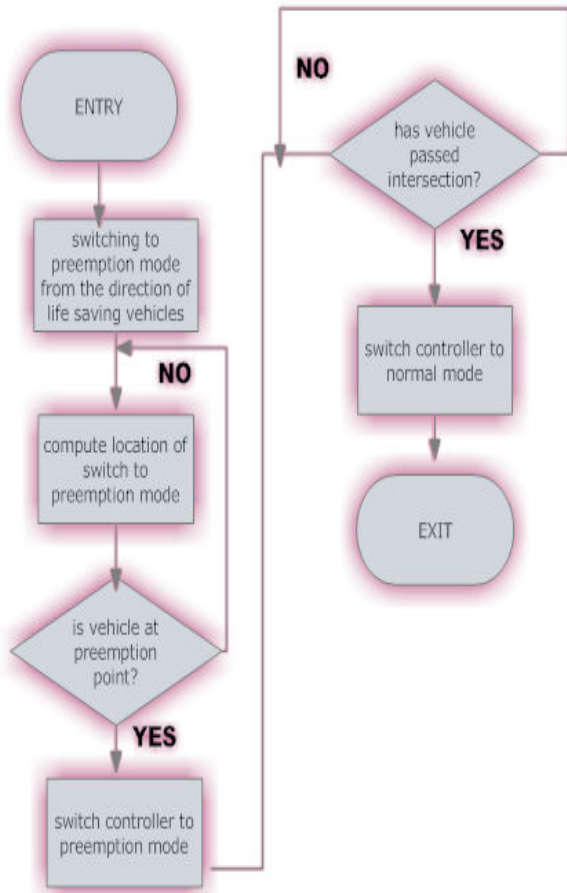 ENTRY
switching to
preemption mode
from the direction of
life saving vehicles
NO
compute location of
switch to
preemption mode
is vehicle at
preemption
point?
YES
switch controller to
preemption mode
NO
has vehicle
passed
intersection?
YES
switch controller to
normal mode
EXIT